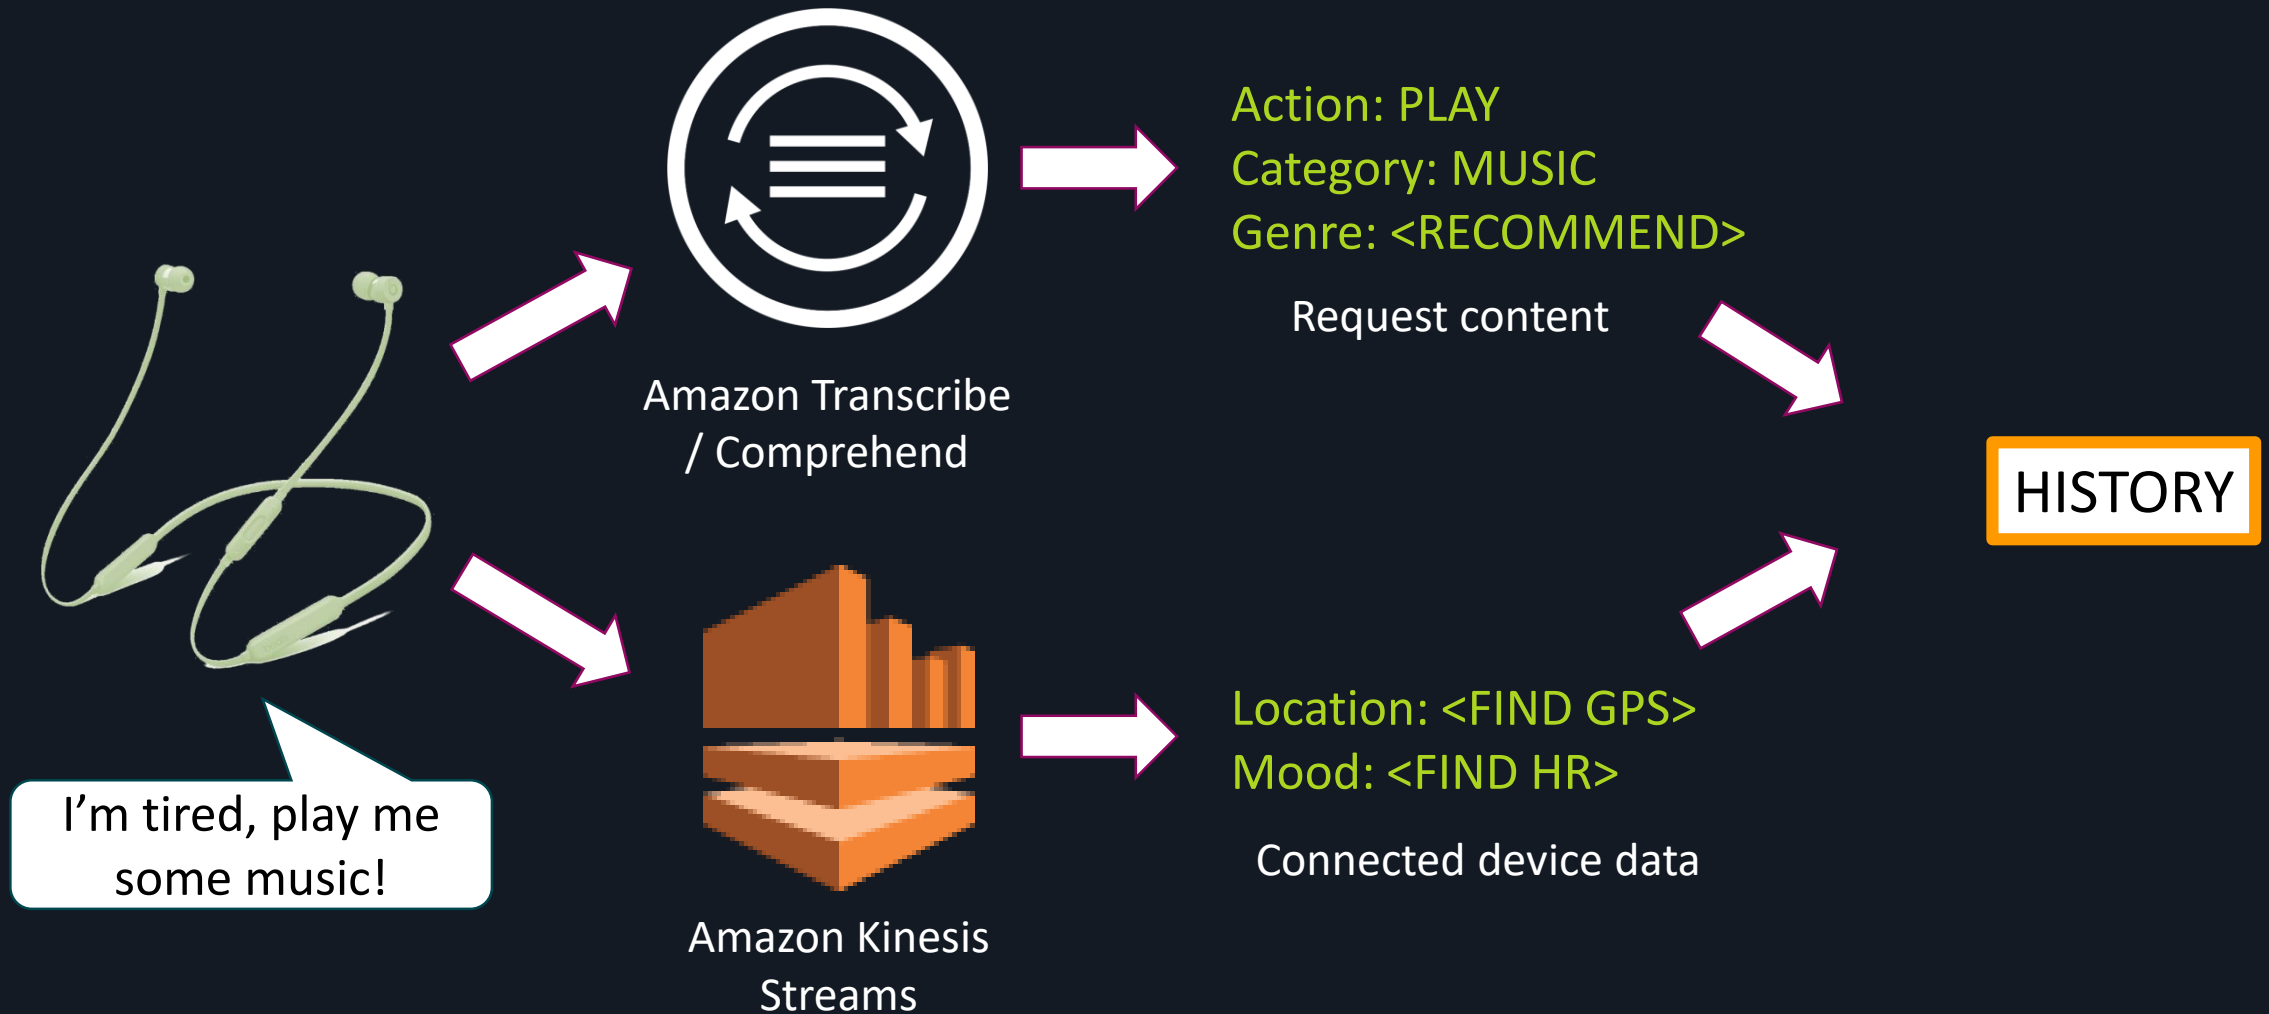 Action: PLAY
Category: MUSIC
Genre: <RECOMMEND>
Request content
Amazon Transcribe
/ Comprehend
HISTORY
I’m tired, play me
some music!
Location: <FIND GPS>
Mood: <FIND HR>
Connected device data
Amazon Kinesis
Streams